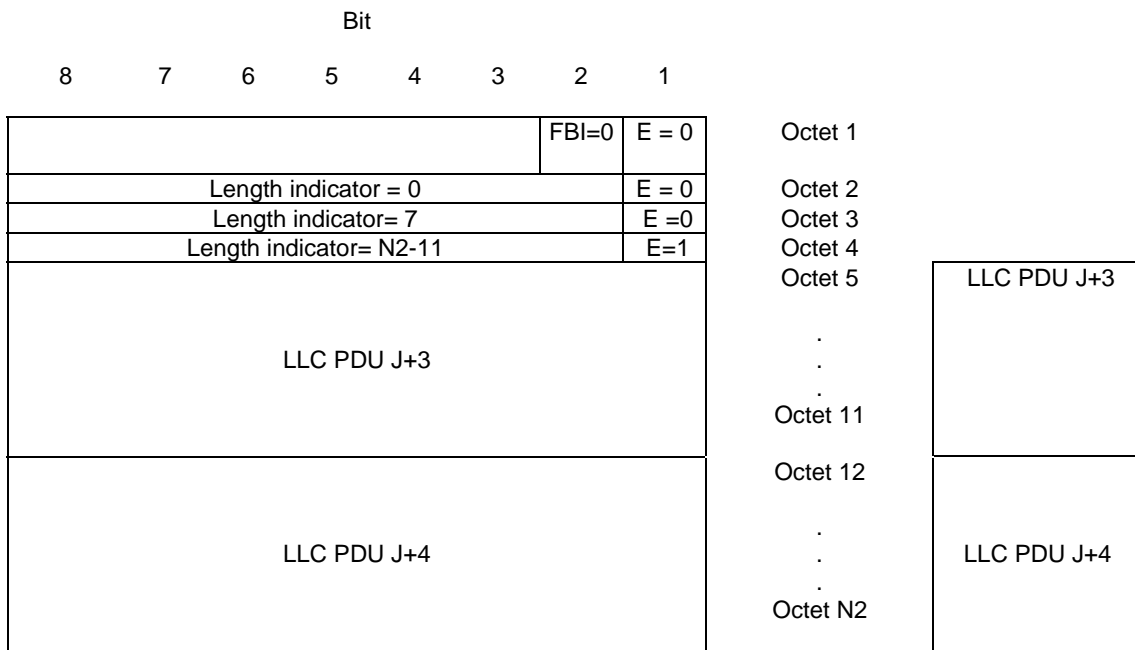 Bit
8 7 6 5 4 3 2 1
FBI=0 E = 0 Octet 1
Length indicator = 0 E = 0 Octet 2
Length indicator= 7 E =0 Octet 3
Length indicator= N2-11 E=1 Octet 4
Octet 5 LLC PDU J+3
.
LLC PDU J+3 .
.
Octet 11
Octet 12
.
LLC PDU J+4 . LLC PDU J+4
.
Octet N2